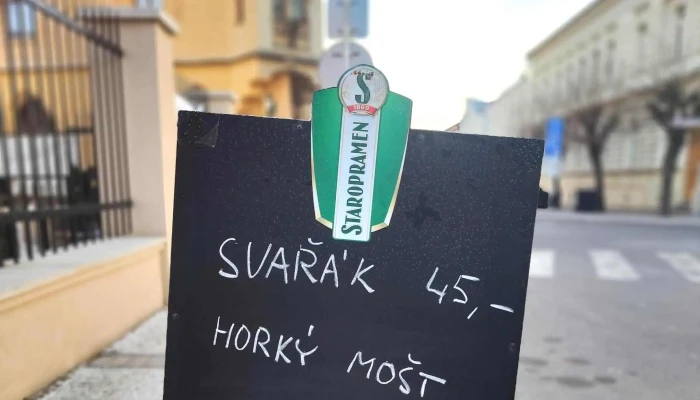 S
1869
STAROPRAMEN
SVAŘÁK 45,-
HORKÝ MOŠT